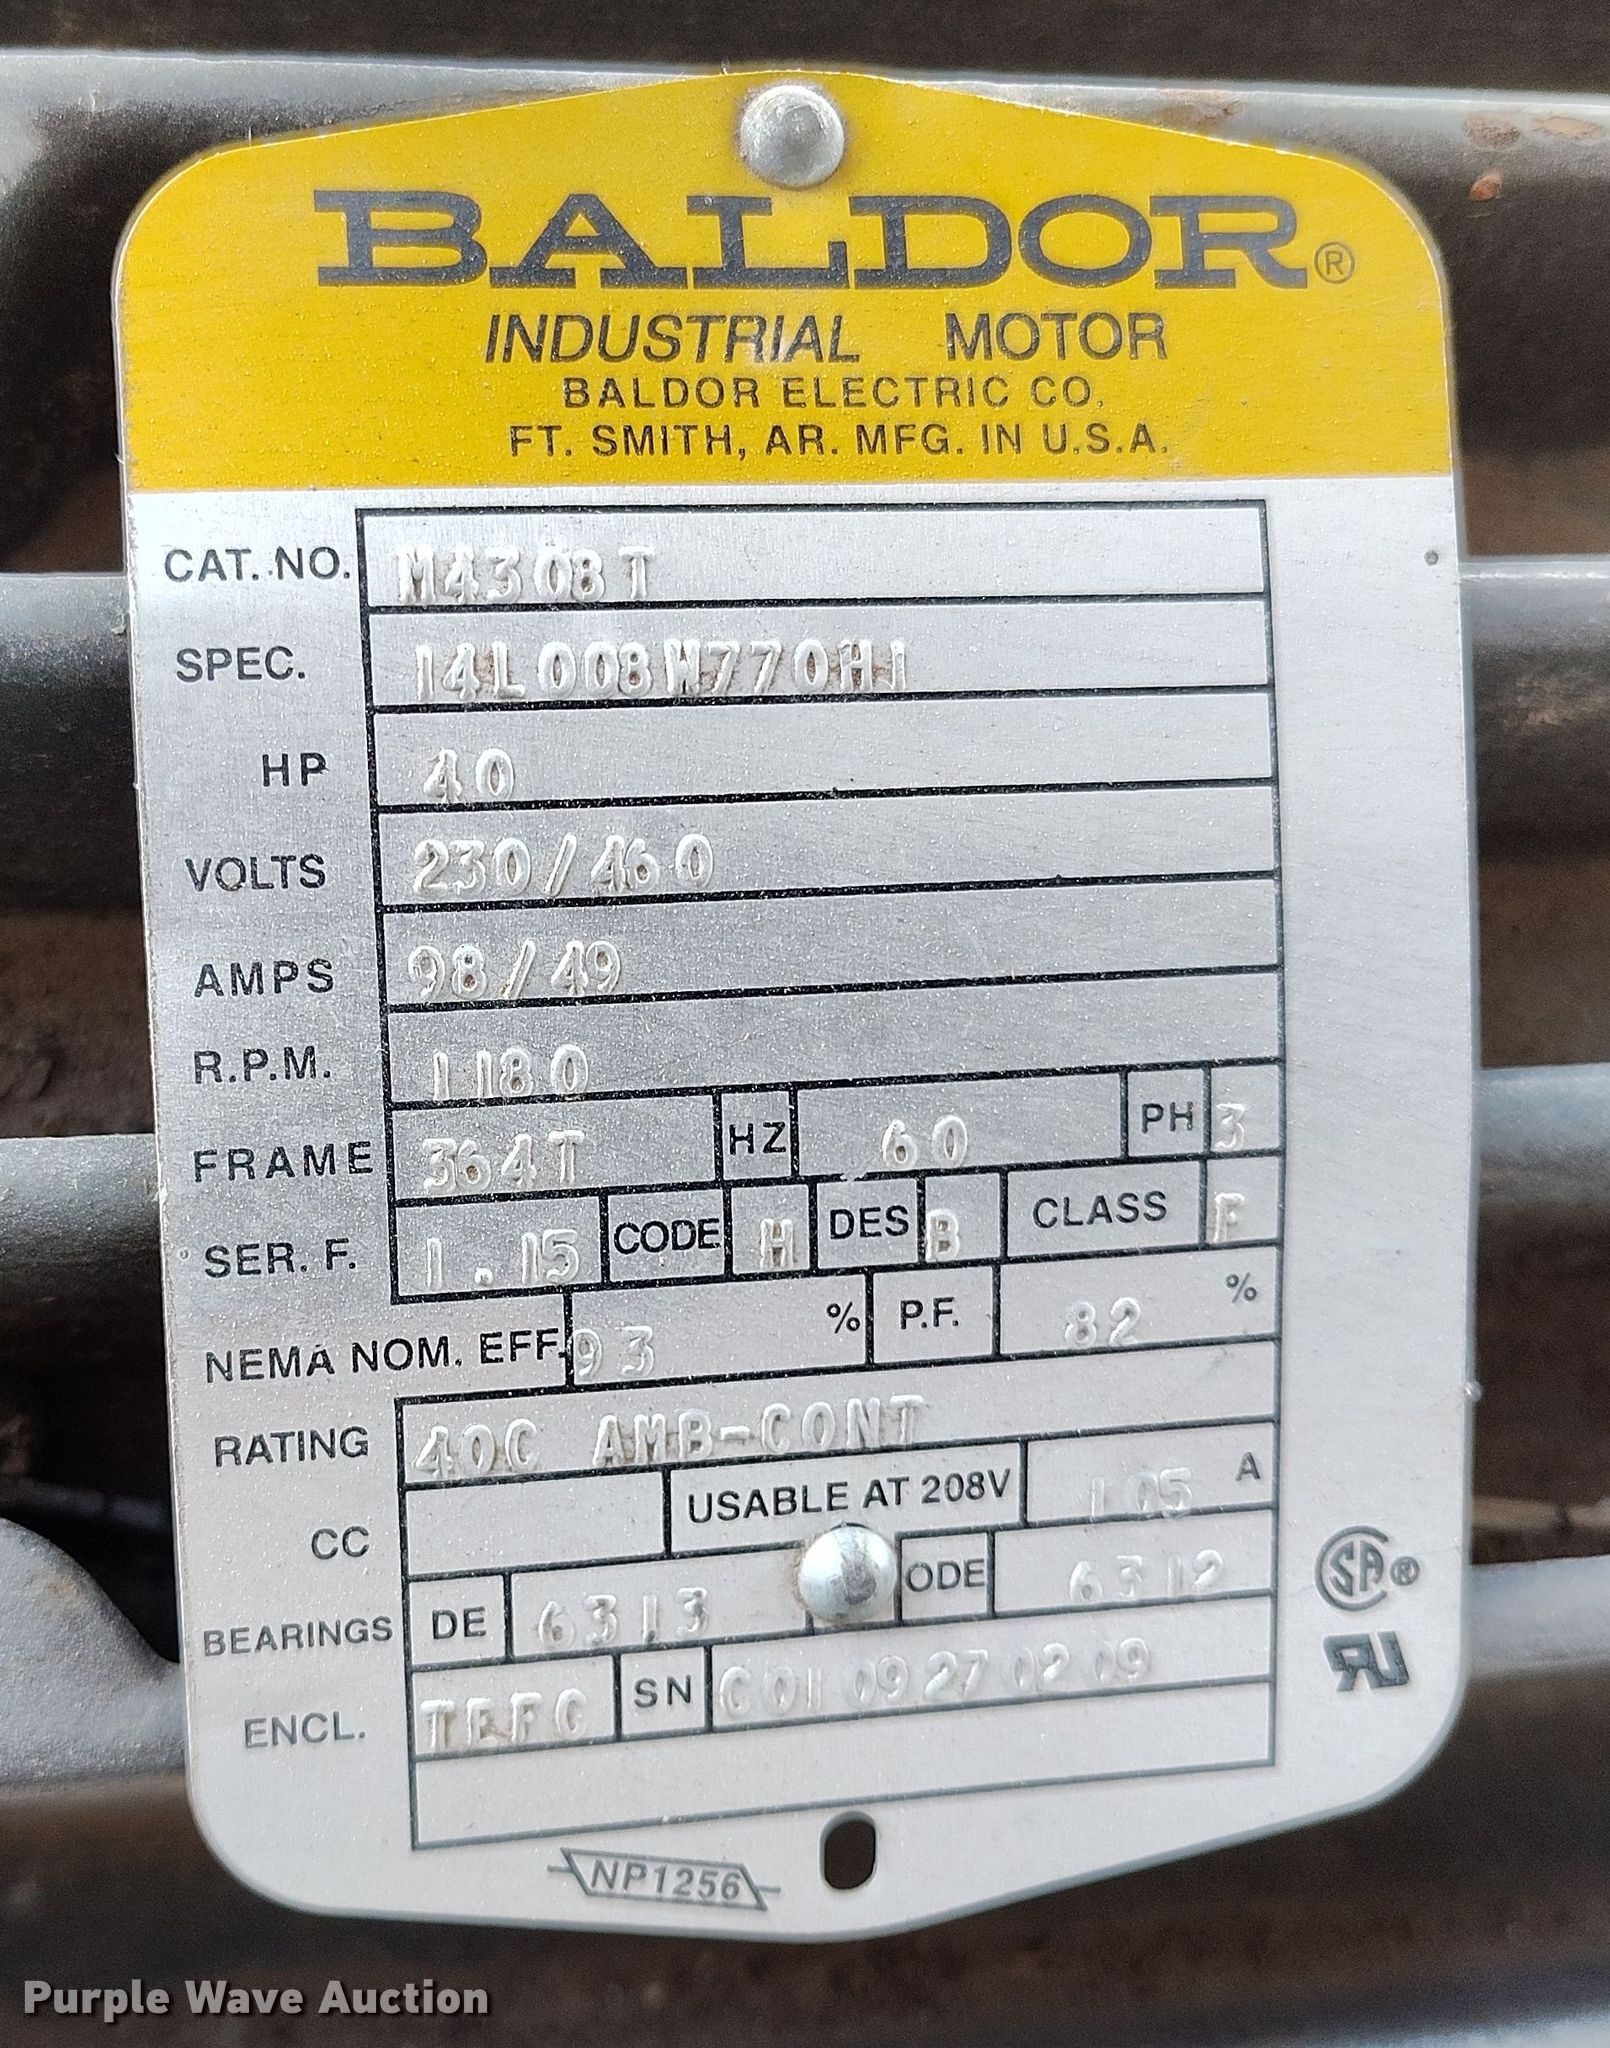 BALDOR®
INDUSTRIAL MOTOR
BALDOR ELECTRIC CO.
FT. SMITH, AR. MFG. IN U.S.A.
CAT. NO. M4308T
SPEC. 14L008W770H1
HP 40
VOLTS 230/460
AMPS 98/49
R.P.M. 1180
FRAME 364T HZ 60 PH 3
SER. F. 1.15 CODE H DES B CLASS F
NEMA NOM. EFF. 93 % P.F. 82 %
RATING 40C AMB-CONT
CC USABLE AT 208V 105 A
BEARINGS DE 6313 ODE 6312
ENCL. TEFC SN C0109270209
SA®
RU
NP1256
Purple Wave Auction